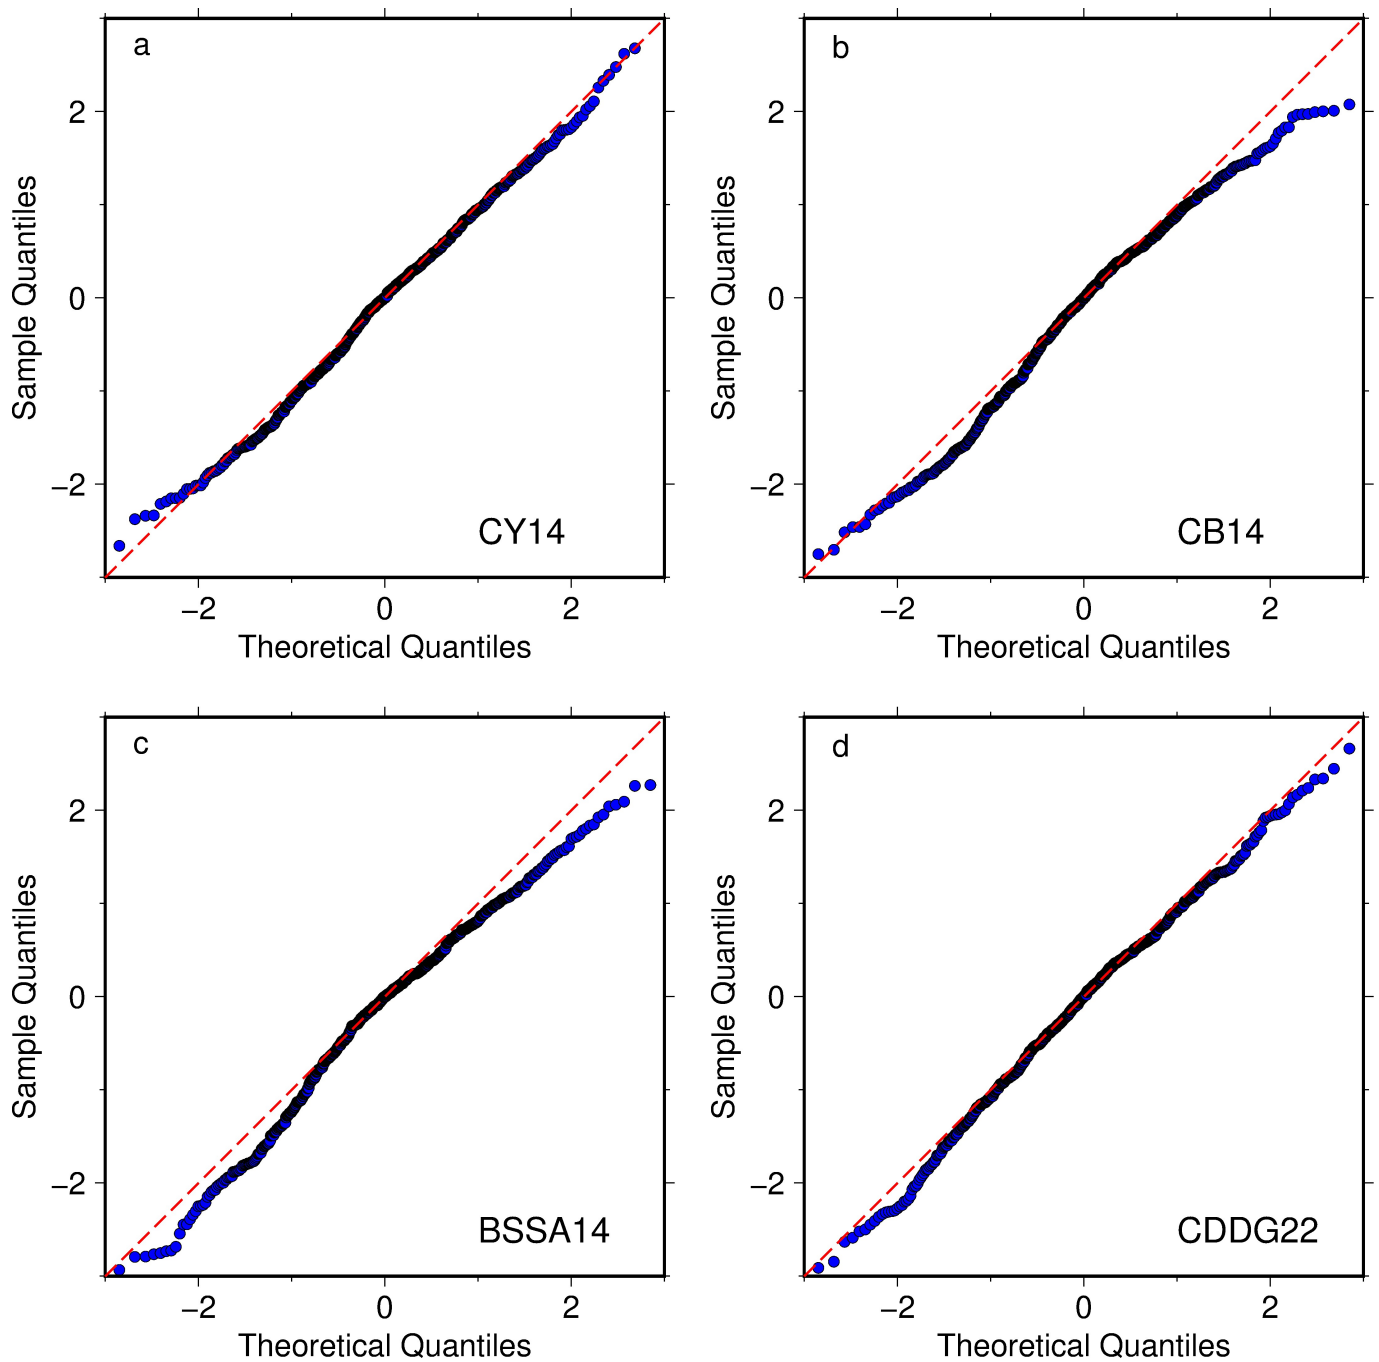 a
2
0
−2
Sample Quantiles
CY14
−2 0 2
Theoretical Quantiles
b
2
0
−2
Sample Quantiles
CB14
−2 0 2
Theoretical Quantiles
c
2
0
−2
Sample Quantiles
BSSA14
−2 0 2
Theoretical Quantiles
d
2
0
−2
Sample Quantiles
CDDG22
−2 0 2
Theoretical Quantiles